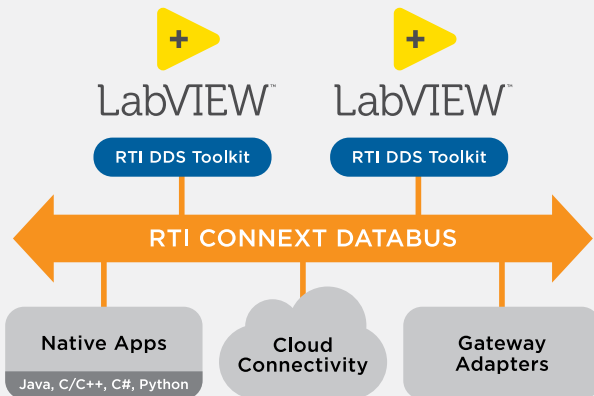 + +
LabVIEW™ LabVIEW™
RTI DDS Toolkit RTI DDS Toolkit
RTI CONNEXT DATABUS
Native Apps
Java, C/C++, C#, Python
Cloud
Connectivity
Gateway
Adapters